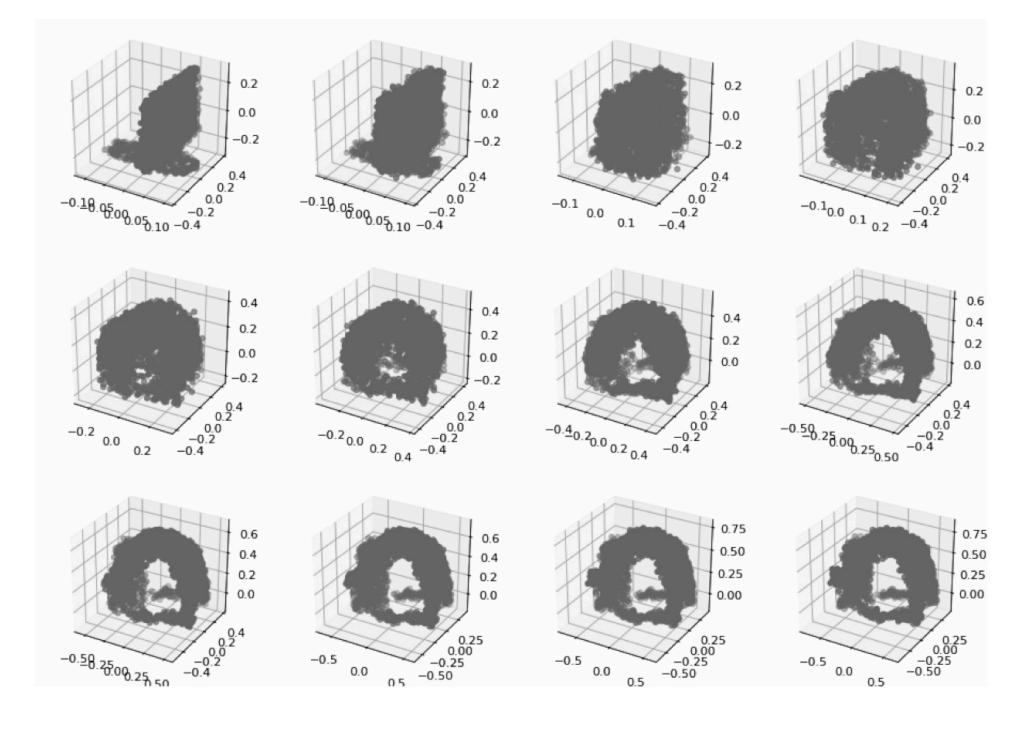 0.2 0.2 0.2 0.2
0.0 0.0 0.0 0.0
−0.2 −0.2 −0.2 −0.2
0.4 0.4 0.4 0.4
0.2 0.2 0.2 0.2
0.0 0.0 0.0 0.0
−0.2 −0.2 −0.2 −0.2
−0.4 −0.4 −0.4 −0.4
−0.10 −0.05 0.00 0.05 0.10 −0.10 −0.05 0.00 0.05 0.10 −0.1 0.0 0.1 −0.1 0.0 0.1 0.2
0.4 0.4 0.4 0.6
0.2 0.2 0.2 0.4
0.0 0.0 0.0 0.2
−0.2 −0.2 0.0
0.4 0.4 0.4 0.4
0.2 0.2 0.2 0.2
0.0 0.0 0.0 0.0
−0.2 −0.2 −0.2 −0.2
−0.4 −0.4 −0.4 −0.4
−0.2 0.0 0.2 −0.2 0.0 0.2 0.4 −0.4 −0.2 0.0 0.2 0.4 −0.50 −0.25 0.00 0.25 0.50
0.6 0.6 0.75 0.75
0.4 0.4 0.50 0.50
0.2 0.2 0.25 0.25
0.0 0.0 0.00 0.00
0.4 0.25 0.25 0.25
0.2 0.00 0.00 0.00
0.0 −0.25 −0.25 −0.25
−0.2 −0.50 −0.50 −0.50
−0.4
−0.50 −0.25 0.00 0.25 0.50 −0.5 0.0 0.5 −0.5 0.0 0.5 −0.5 0.0 0.5